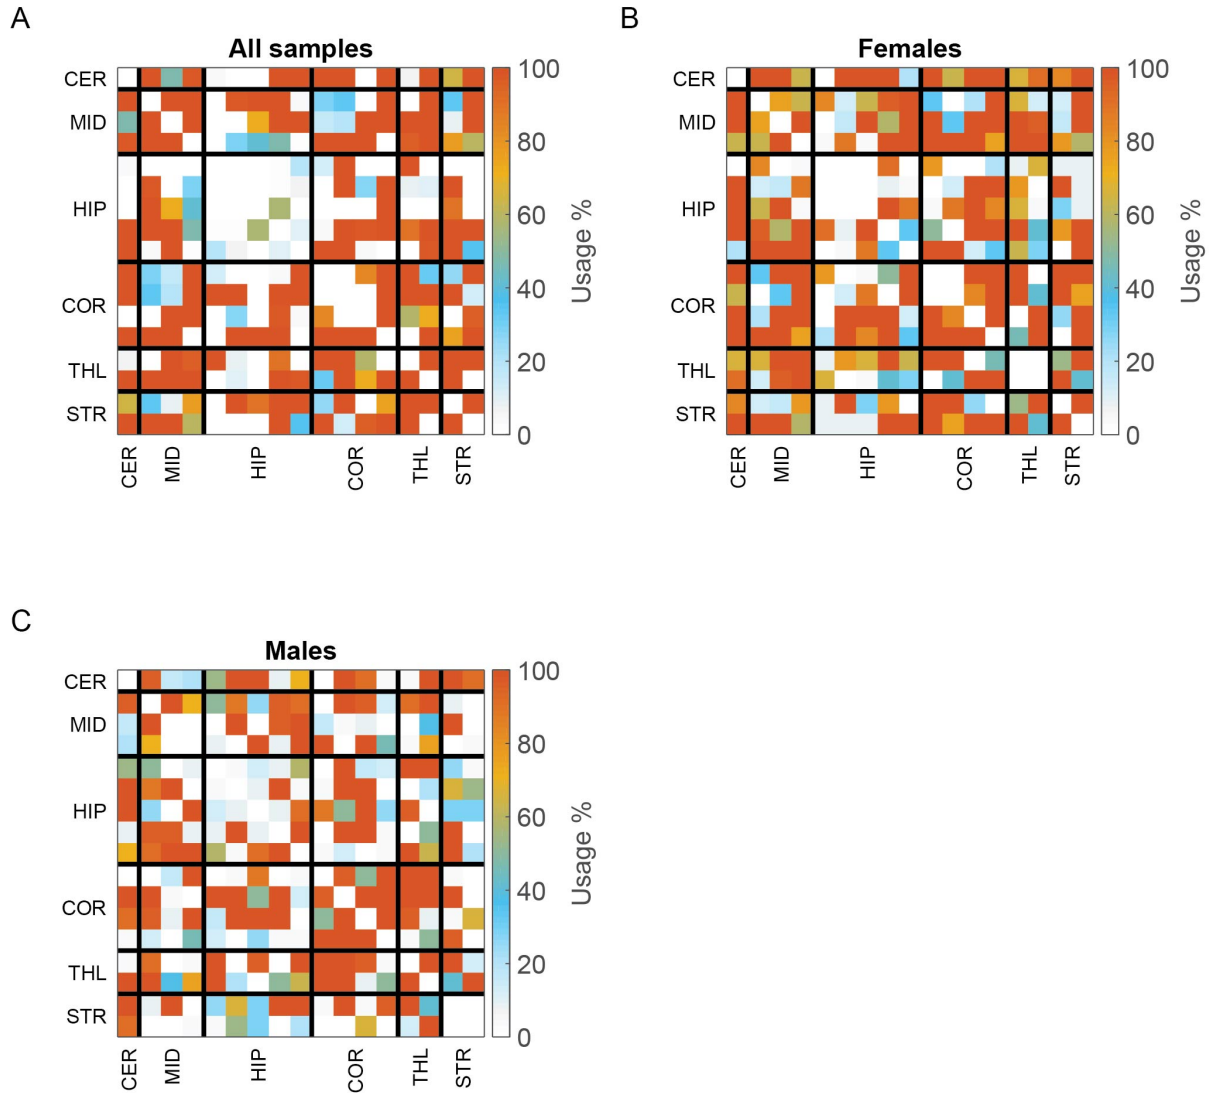 A
All samples
CER
MID
HIP
COR
THL
STR
CER
MID
HIP
COR
THL
STR
100
80
60
40
20
0
Usage %
B
Females
CER
MID
HIP
COR
THL
STR
CER
MID
HIP
COR
THL
STR
100
80
60
40
20
0
Usage %
C
Males
CER
MID
HIP
COR
THL
STR
CER
MID
HIP
COR
THL
STR
100
80
60
40
20
0
Usage %